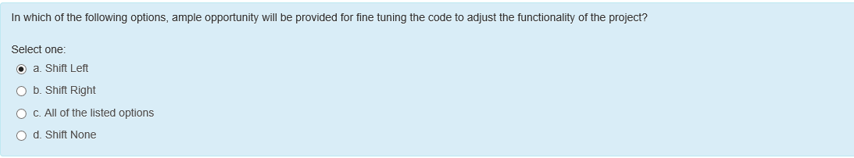 In which of the following options, ample opportunity will be provided for fine tuning the code to adjust the functionality of the project?
Select one:
a. Shift Left
b. Shift Right
c. All of the listed options
d. Shift None